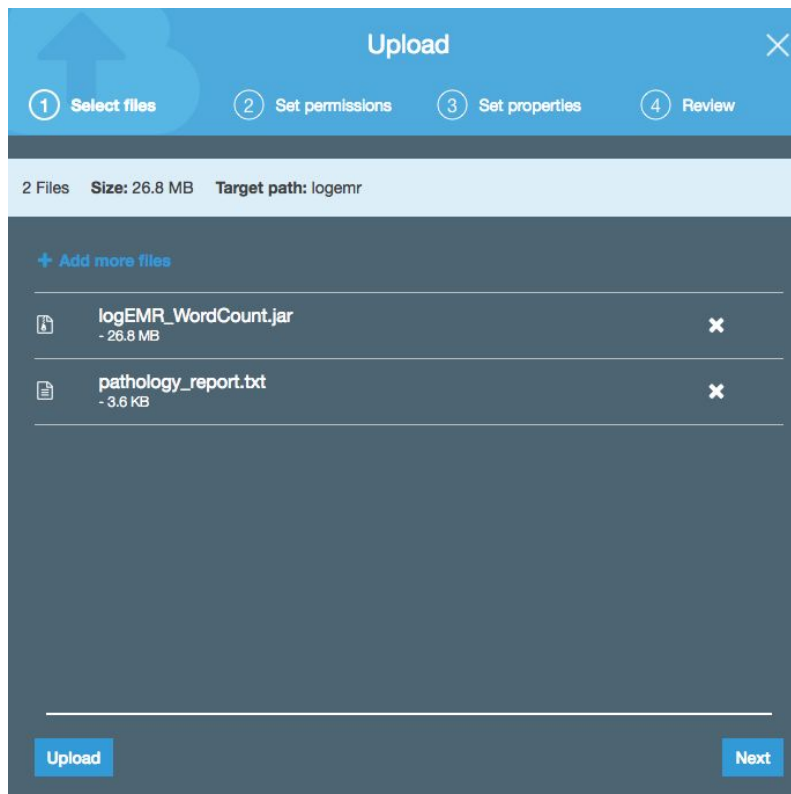 Upload
1 Select files 2 Set permissions 3 Set properties 4 Review
2 Files Size: 26.8 MB Target path: logemr
+ Add more files
logEMR_WordCount.jar
- 26.8 MB
pathology_report.txt
- 3.6 KB
Upload Next